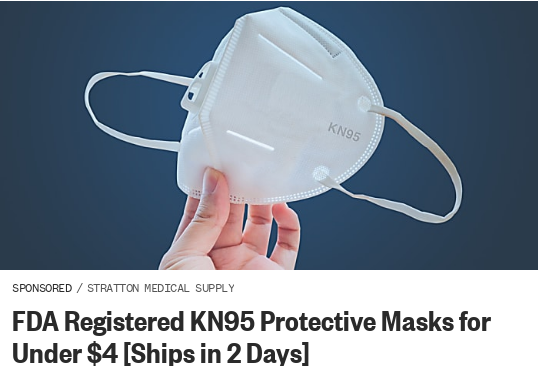 KN95
SPONSORED / STRATTON MEDICAL SUPPLY
FDA Registered KN95 Protective Masks for
Under $4 [Ships in 2 Days]